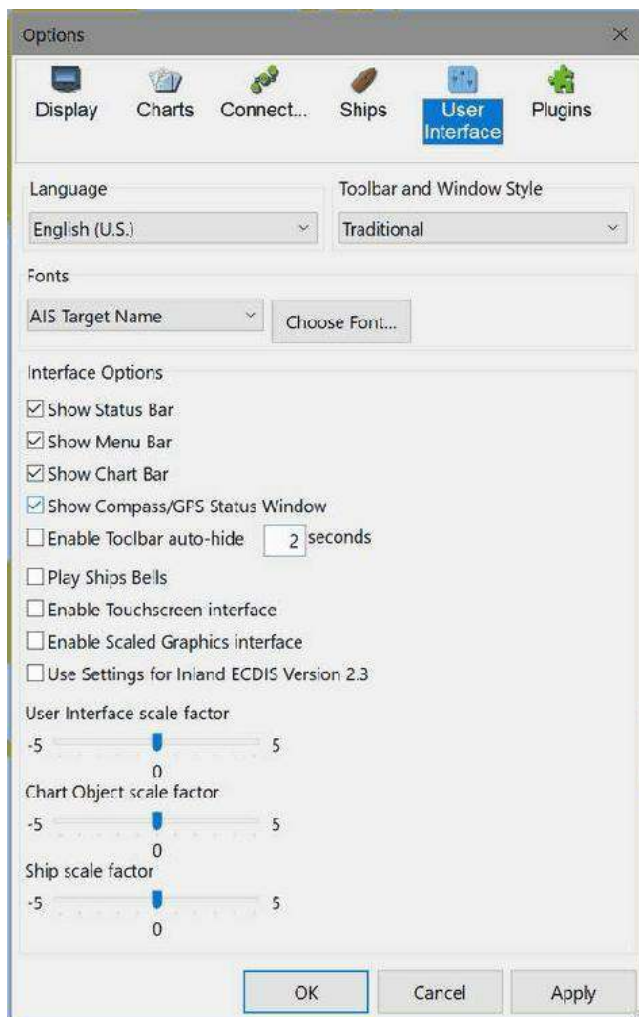 Options
Display Charts Connect... Ships User Interface Plugins
Language Toolbar and Window Style
English (U.S.) Traditional
Fonts
AIS Target Name Choose Font...
Interface Options
Show Status Bar
Show Menu Bar
Show Chart Bar
Show Compass/GPS Status Window
Enable Toolbar auto-hide 2 seconds
Play Ships Bells
Enable Touchscreen interface
Enable Scaled Graphics interface
Use Settings for Inland ECDIS Version 2.3
User Interface scale factor
-5 5
0
Chart Object scale factor
-5 5
0
Ship scale factor
-5 5
0
OK Cancel Apply